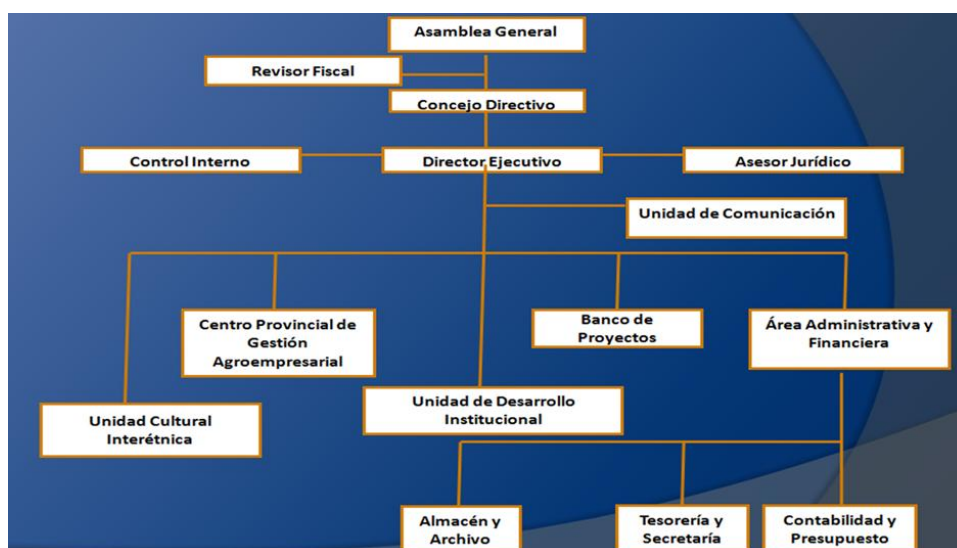 Asamblea General
Revisor Fiscal
Concejo Directivo
Control Interno
Director Ejecutivo
Asesor Jurídico
Unidad de Comunicación
Centro Provincial de
Gestión
Agroempresarial
Banco de
Proyectos
Área Administrativa y
Financiera
Unidad Cultural
Interétnica
Unidad de Desarrollo
Institucional
Almacén y
Archivo
Tesorería y
Secretaría
Contabilidad y
Presupuesto